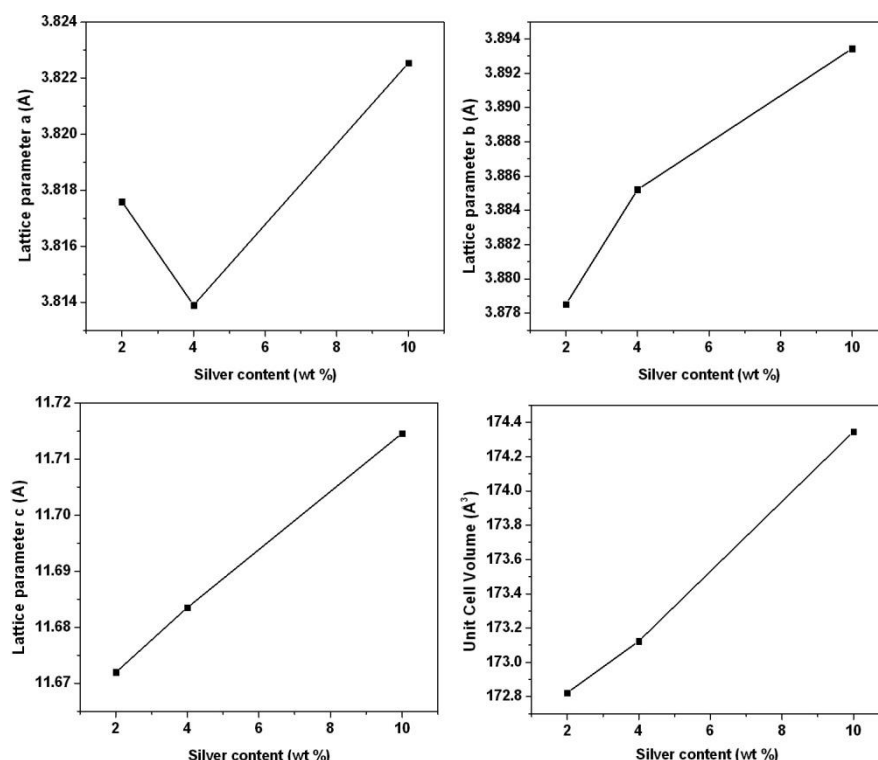 Lattice parameter a (Å)
3.824
3.822
3.820
3.818
3.816
3.814
2 4 6 8 10
Silver content (wt %)
Lattice parameter b (A)
3.894
3.892
3.890
3.888
3.886
3.884
3.882
3.880
3.878
2 4 6 8 10
Silver content (wt %)
Lattice parameter c (A)
11.72
11.71
11.70
11.69
11.68
11.67
2 4 6 8 10
Silver content (wt %)
Unit Cell Volume (A³)
174.4
174.2
174.0
173.8
173.6
173.4
173.2
173.0
172.8
2 4 6 8 10
Silver content (wt %)